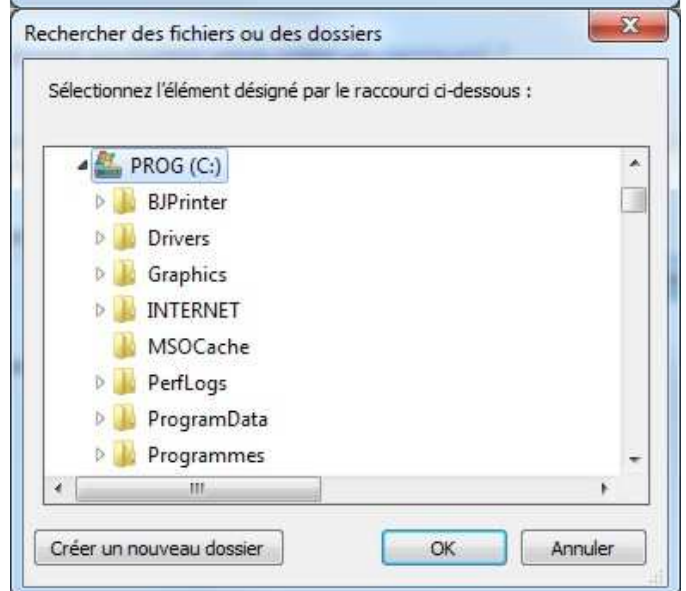 Rechercher des fichiers ou des dossiers
Sélectionnez l'élément désigné par le raccourci ci-dessous :
PROG (C:)
BJPrinter
Drivers
Graphics
INTERNET
MSOCache
PerfLogs
ProgramData
Programmes
Créer un nouveau dossier
OK
Annuler